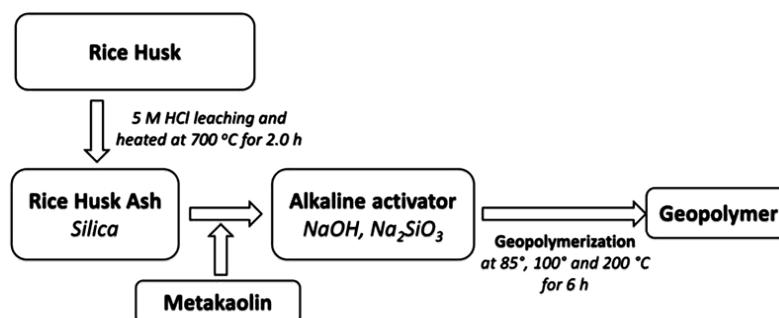 Rice Husk
5 M HCl leaching and
heated at 700 °C for 2.0 h
Rice Husk Ash
Silica
Alkaline activator
NaOH, Na₂SiO₃
Geopolymer
Geopolymerization
at 85°, 100° and 200 °C
for 6 h
Metakaolin